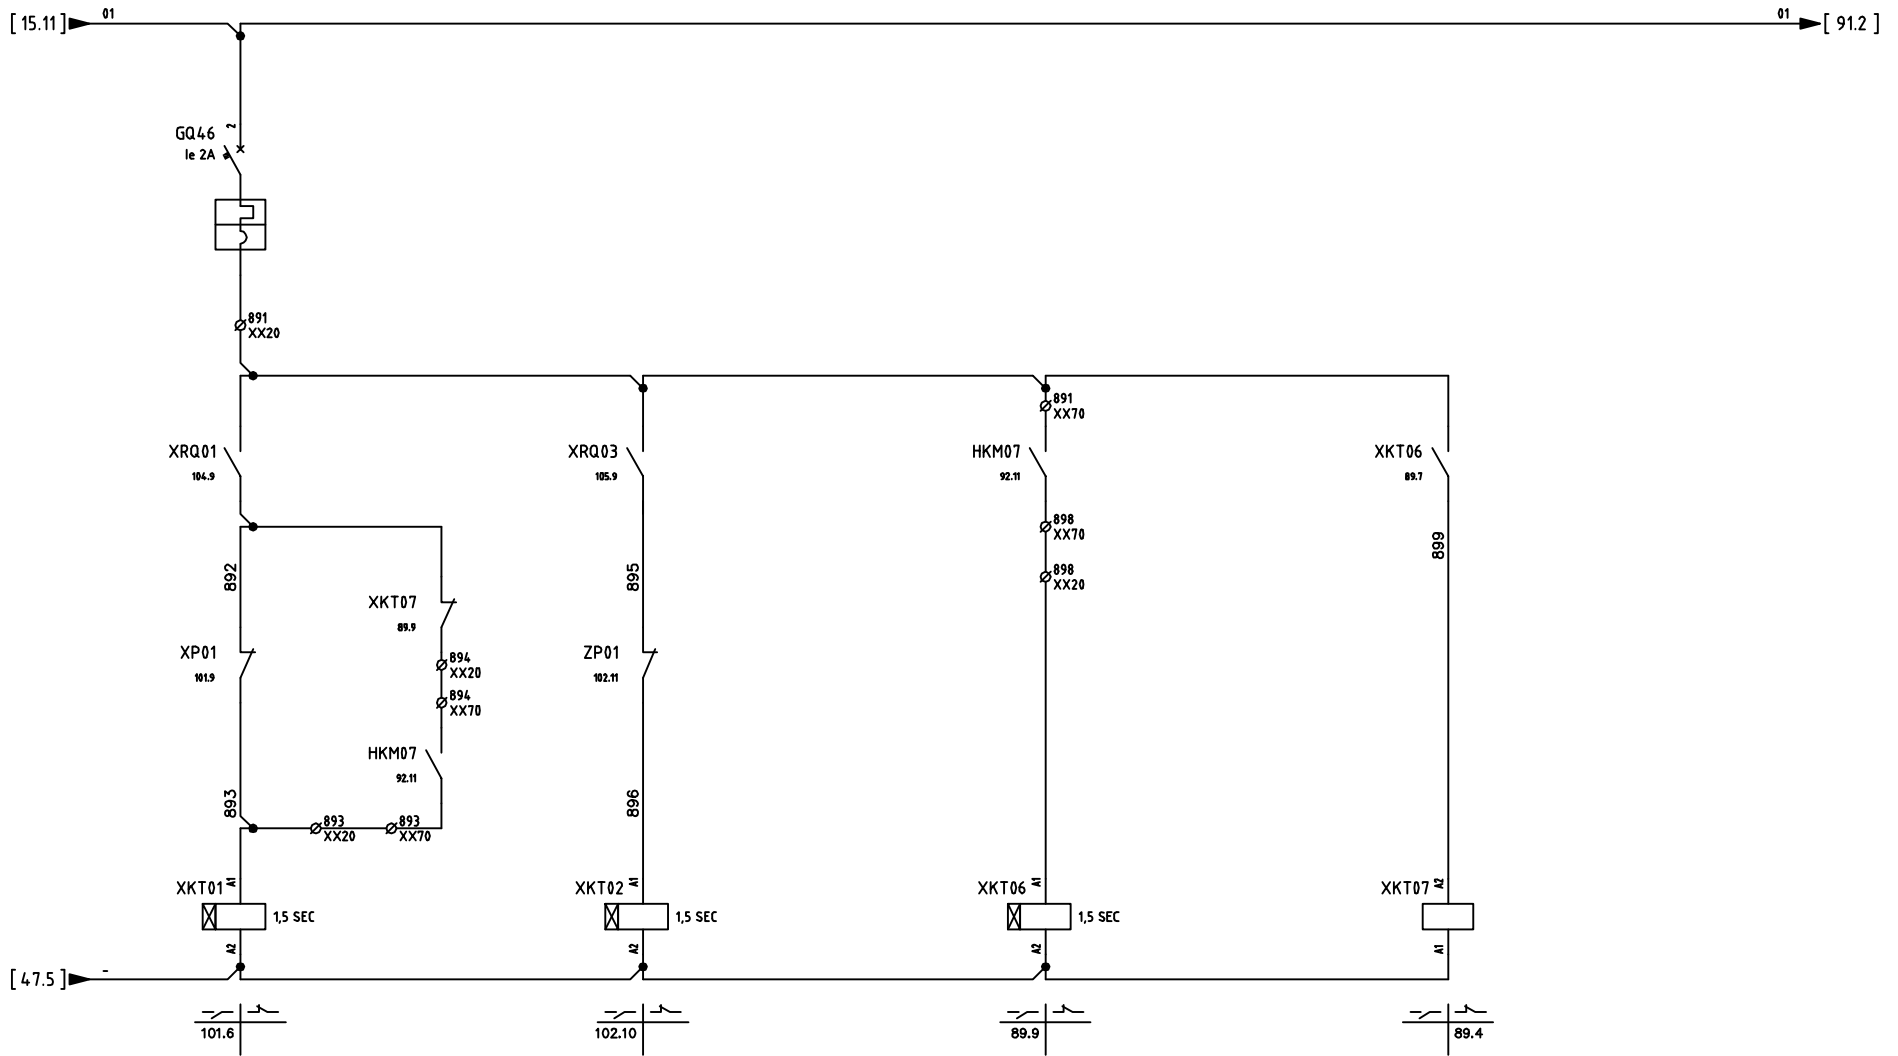 [ 15.11 ] 01 01 [ 91.2 ]
GQ46 2
Ie 2A
891
XX20
891
XX70
XRQ01
104.9
XRQ03
105.9
HKM07
92.11
XKT06
89.7
898
XX70
898
XX20
892
895
899
XKT07
89.9
XP01
101.9
894
XX20
894
XX70
ZP01
102.11
HKM07
92.11
893
896
893
XX20
893
XX70
XKT01 A1
1,5 SEC
A2
XKT02 A1
1,5 SEC
A2
XKT06 A1
1,5 SEC
A2
XKT07 A2
A1
[ 47.5 ] -
101.6
102.10
89.9
89.4